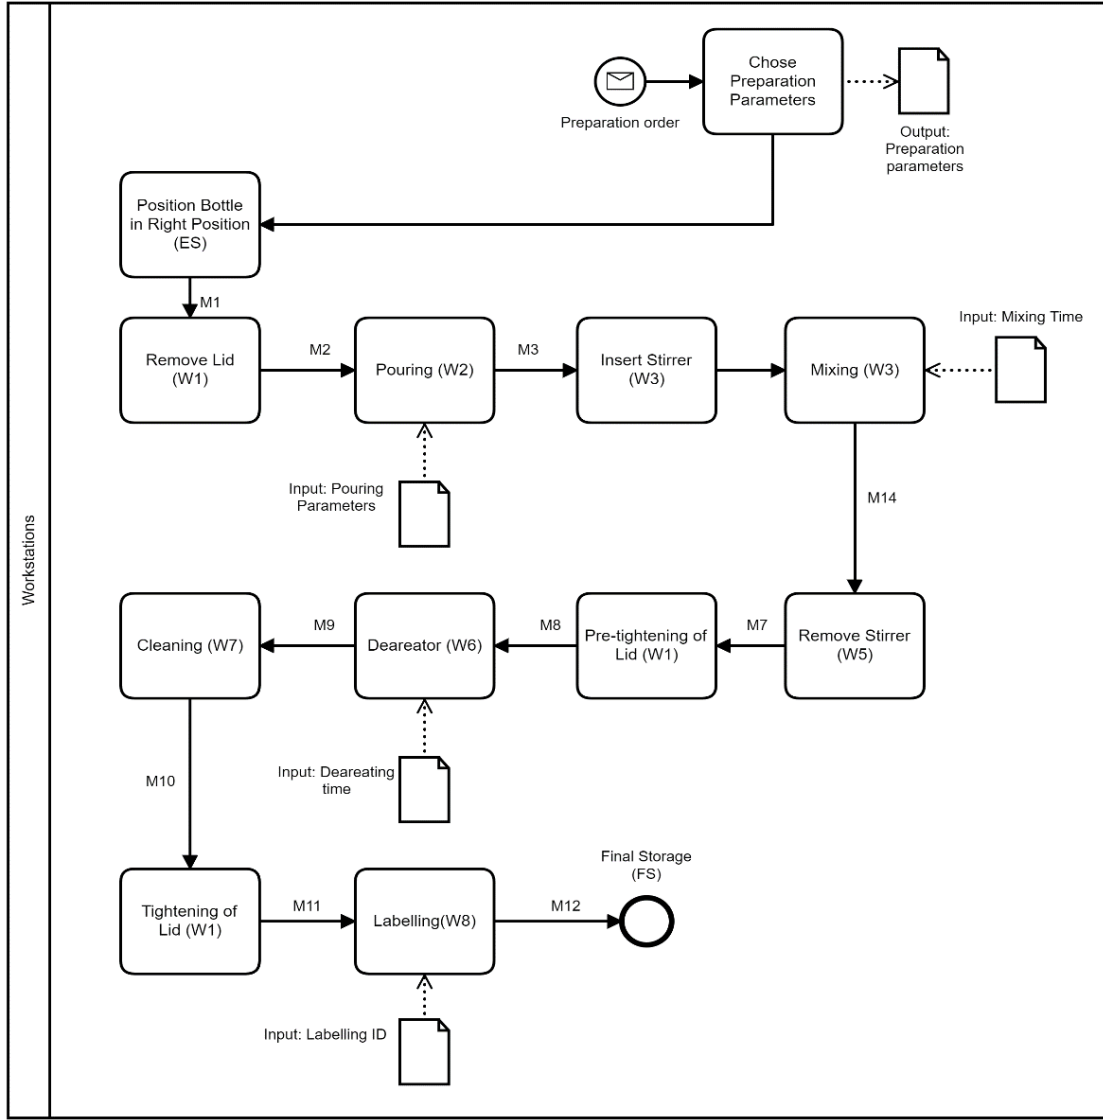 Workstations
Preparation order
Chose
Preparation
Parameters
Output:
Preparation
parameters
Position Bottle
in Right Position
(ES)
M1
Remove Lid
(W1)
M2
Pouring (W2)
M3
Insert Stirrer
(W3)
Mixing (W3)
Input: Mixing Time
Input: Pouring
Parameters
M14
Cleaning (W7)
M9
Deareator (W6)
M8
Pre-tightening of
Lid (W1)
M7
Remove Stirrer
(W5)
Input: Deareating
time
M10
Tightening of
Lid (W1)
M11
Labelling(W8)
M12
Final Storage
(FS)
Input: Labelling ID